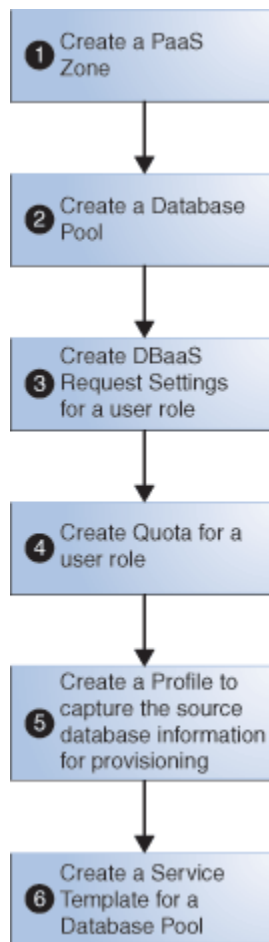 1 Create a PaaS
Zone
2 Create a Database
Pool
Create DBaaS
3 Request Settings
for a user role
4 Create Quota for a
user role
Create a Profile to
capture the source
5 database information
for provisioning
Create a Service
6 Template for a
Database Pool